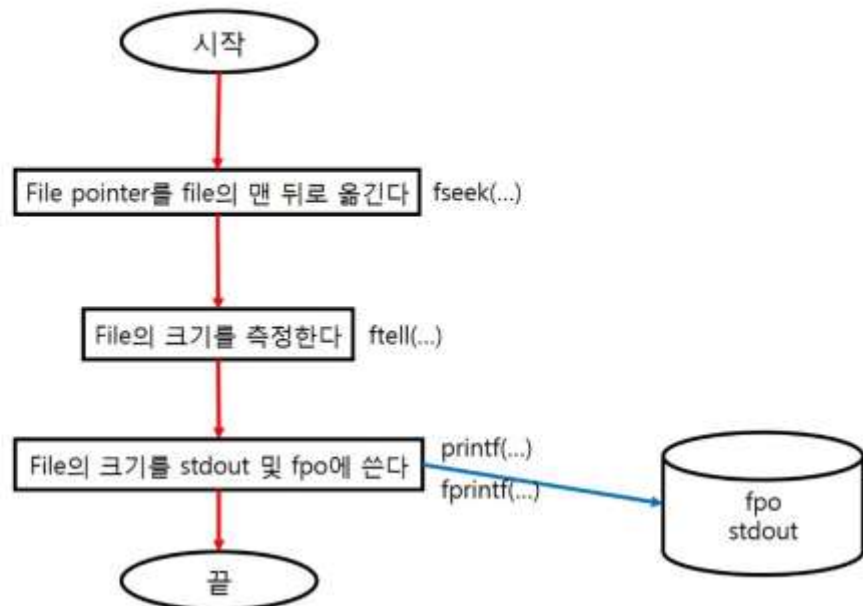 시작
File pointer를 file의 맨 뒤로 옮긴다
fseek(...)
File의 크기를 측정한다
ftell(...)
File의 크기를 stdout 및 fpo에 쓴다
printf(...)
fprintf(...)
fpo
stdout
끝